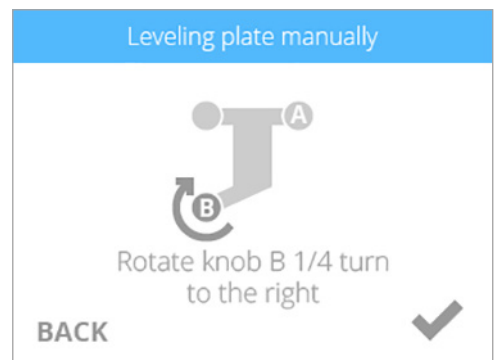 Leveling plate manually
A
B
Rotate knob B 1/4 turn
to the right
BACK